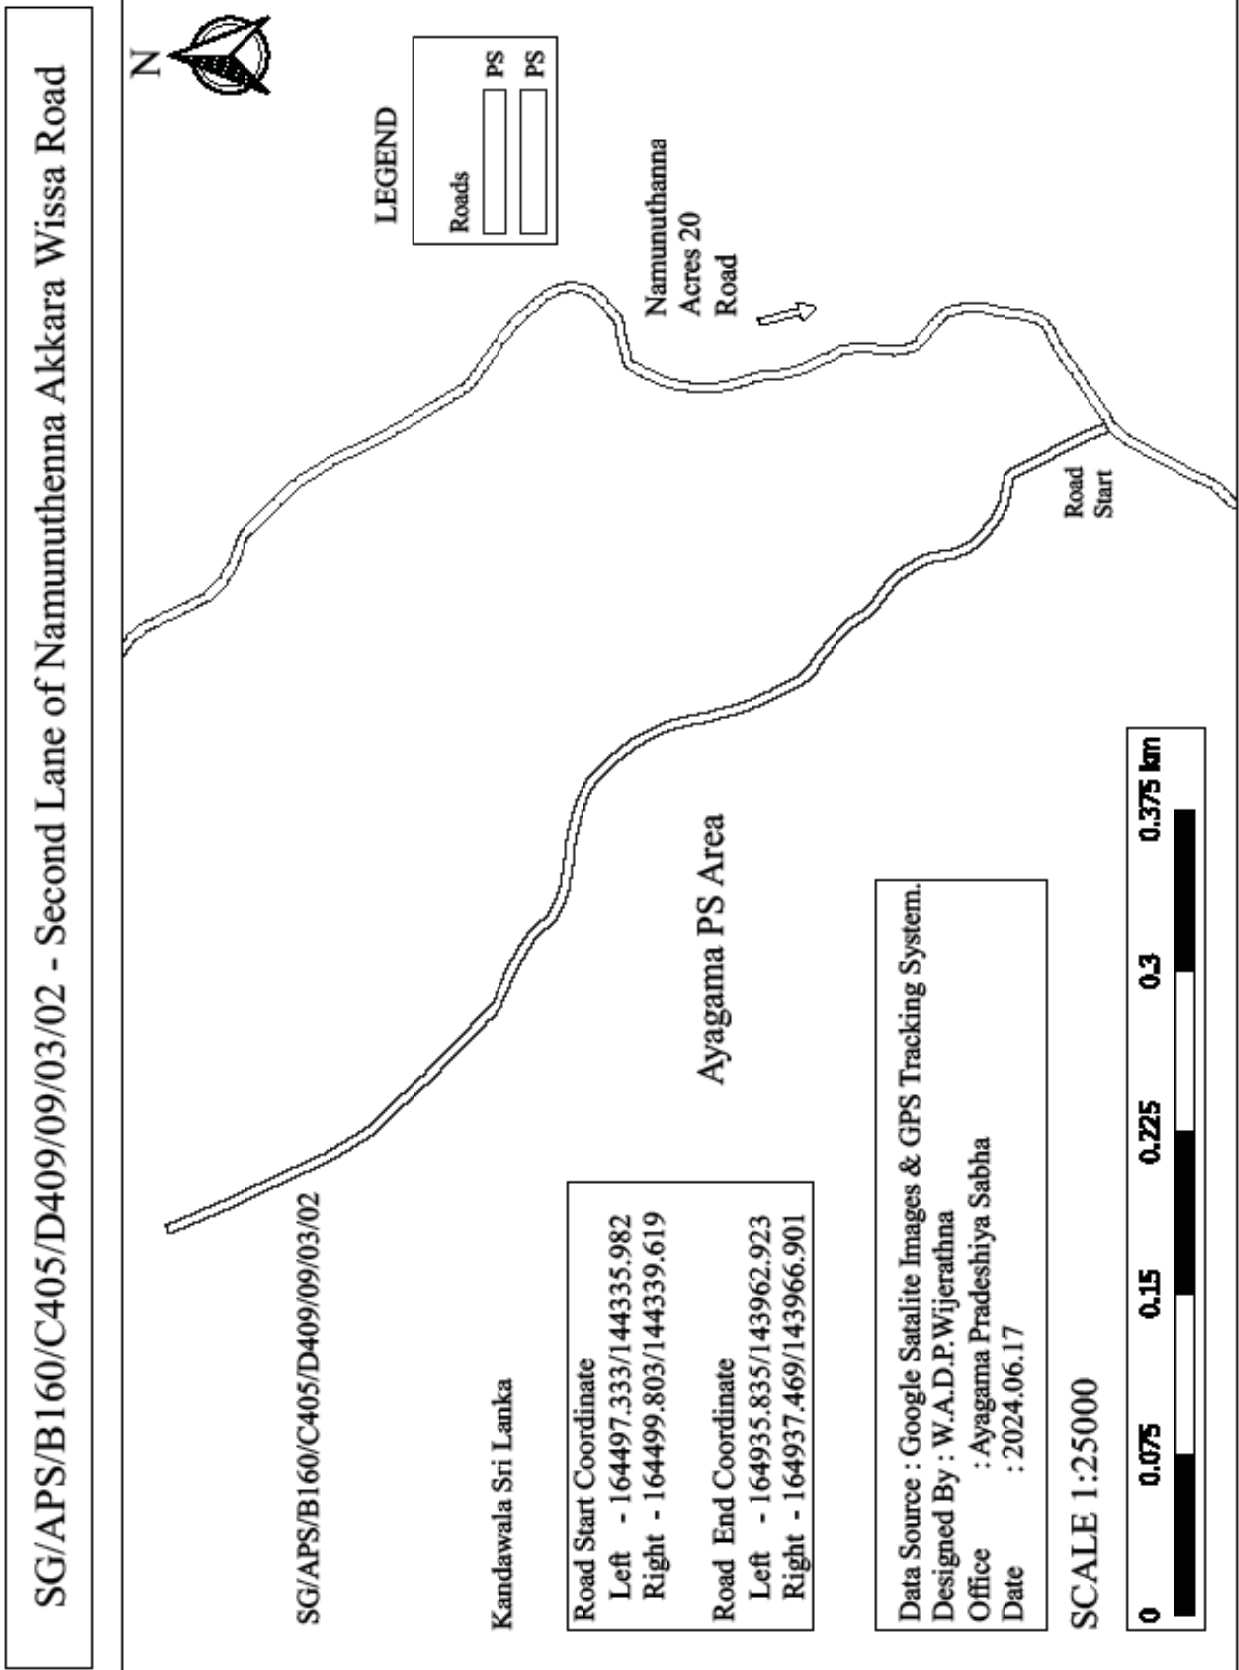 SG/APS/B160/C405/D409/09/03/02 - Second Lane of Namunuthenna Akkara Wissa Road
N
LEGEND
Roads
PS
PS
Namunuthanna
Acres 20
Road
Road
Start
Ayagama PS Area
SG/APS/B160/C405/D409/09/03/02
Kandawala Sri Lanka
Road Start Coordinate
Left - 164497.333/144335.982
Right - 164499.803/144339.619
Road End Coordinate
Left - 164935.835/143962.923
Right - 164937.469/143966.901
Data Source : Google Satalite Images & GPS Tracking System.
Designed By : W.A.D.P.Wijerathna
Office : Ayagama Pradeshiya Sabha
Date : 2024.06.17
SCALE 1:25000
0 0.075 0.15 0.225 0.3 0.375 km